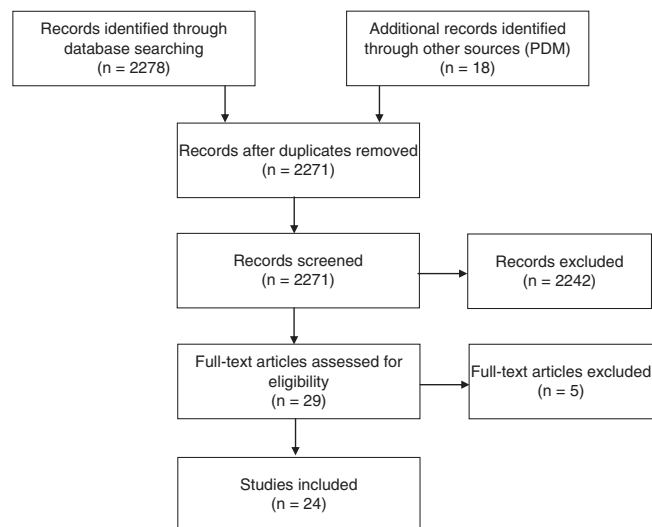 Records identified through
database searching
(n = 2278)
Additional records identified
through other sources (PDM)
(n = 18)
Records after duplicates removed
(n = 2271)
Records screened
(n = 2271)
Records excluded
(n = 2242)
Full-text articles assessed for
eligibility
(n = 29)
Full-text articles excluded
(n = 5)
Studies included
(n = 24)